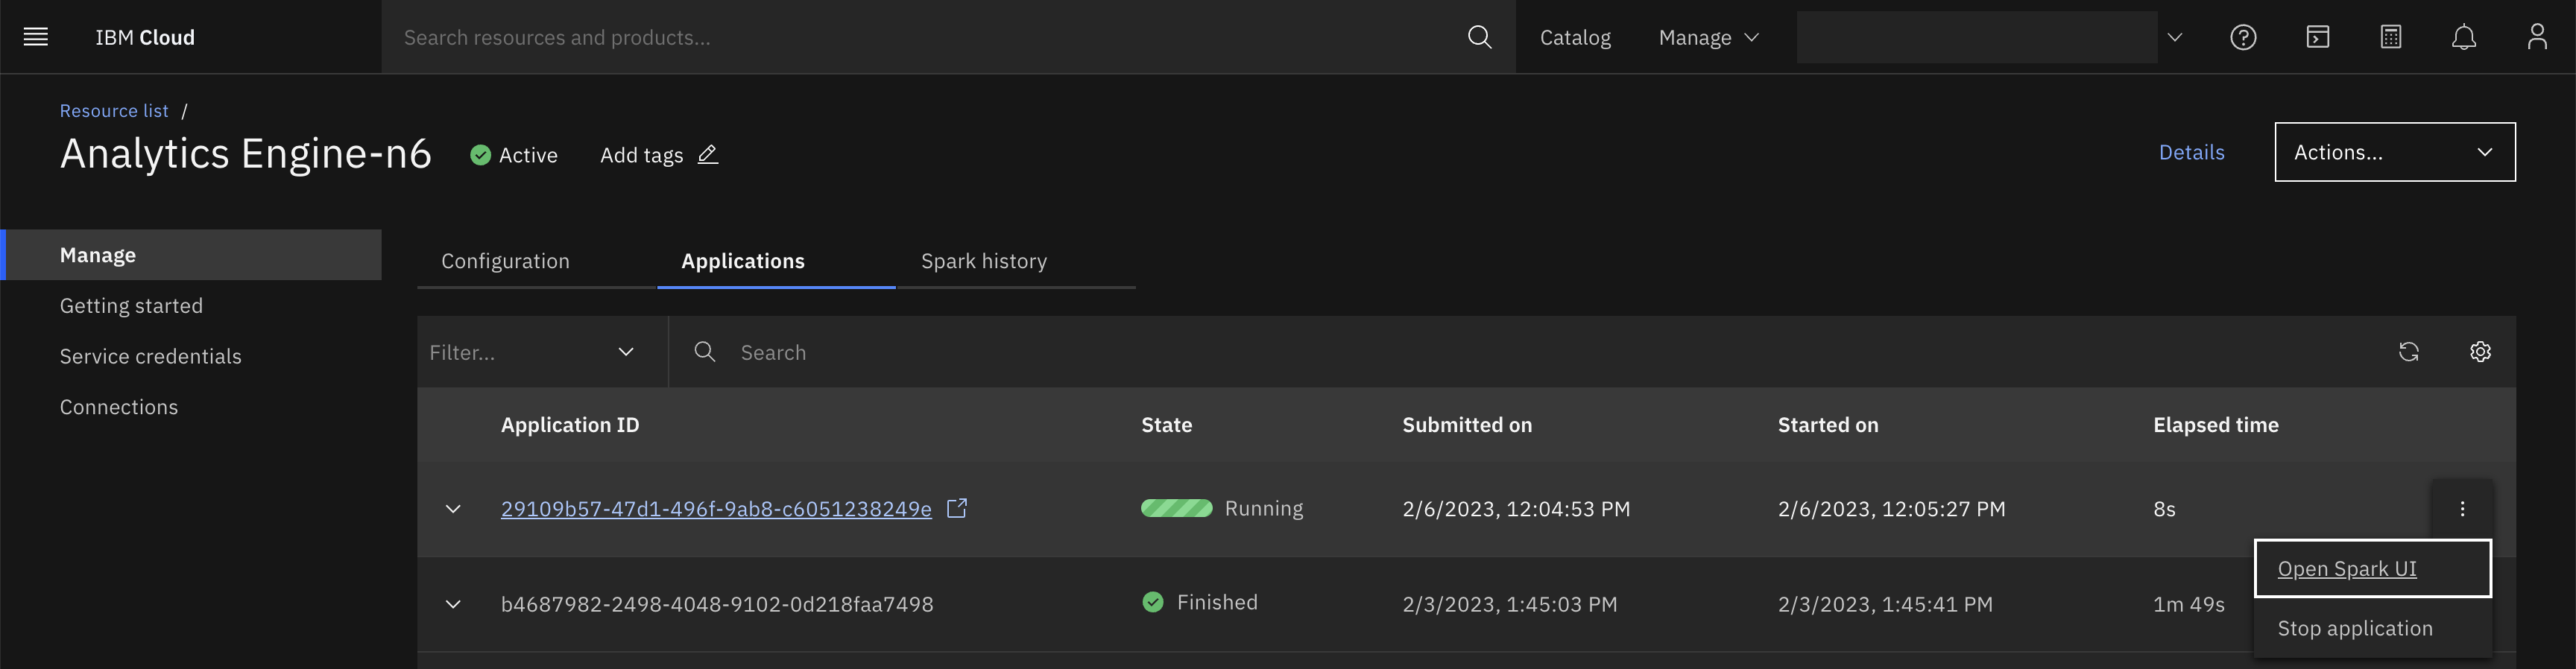 IBM Cloud
Search resources and products...
Catalog
Manage
Resource list /
Analytics Engine-n6
Active
Add tags
Details
Actions...
Manage
Getting started
Service credentials
Connections
Configuration
Applications
Spark history
Filter...
Search
Application ID State Submitted on Started on Elapsed time
29109b57-47d1-496f-9ab8-c6051238249e Running 2/6/2023, 12:04:53 PM 2/6/2023, 12:05:27 PM 8s
b4687982-2498-4048-9102-0d218faa7498 Finished 2/3/2023, 1:45:03 PM 2/3/2023, 1:45:41 PM 1m 49s
Open Spark UI
Stop application